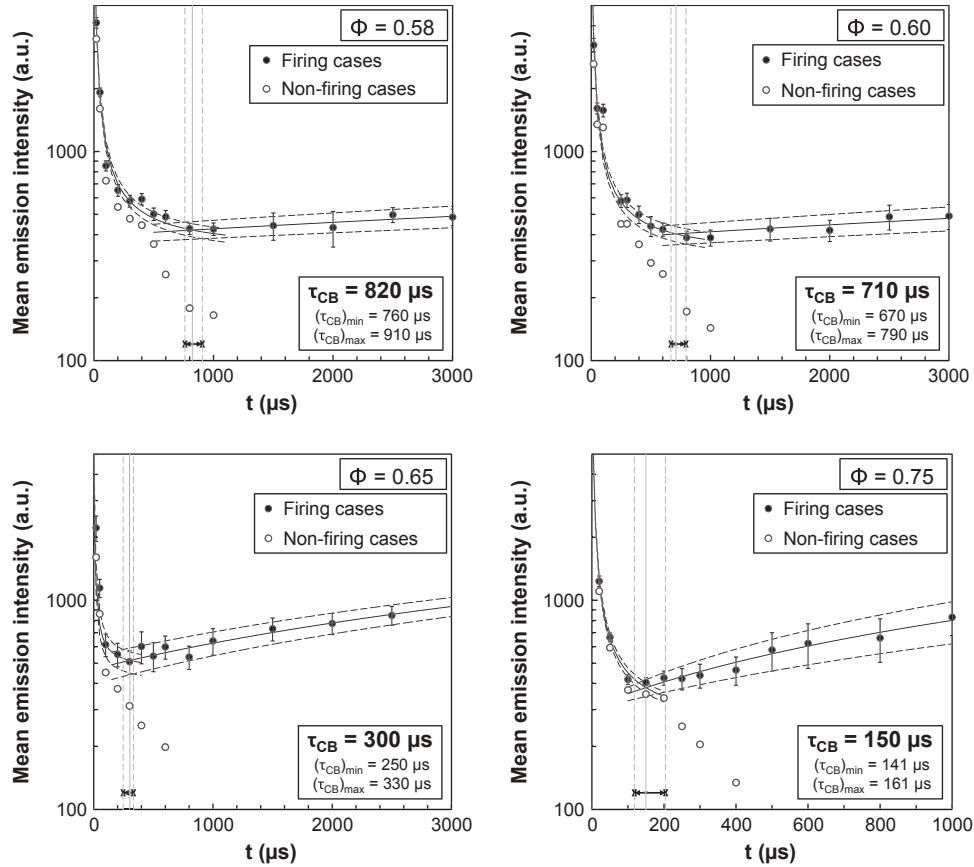 Φ = 0.58
Firing cases
Non-firing cases
Mean emission intensity (a.u.)
1000
100
τCB = 820 µs
(τCB)min = 760 µs
(τCB)max = 910 µs
0 1000 2000 3000
t (µs)
Φ = 0.60
Firing cases
Non-firing cases
Mean emission intensity (a.u.)
1000
100
τCB = 710 µs
(τCB)min = 670 µs
(τCB)max = 790 µs
0 1000 2000 3000
t (µs)
Φ = 0.65
Firing cases
Non-firing cases
Mean emission intensity (a.u.)
1000
100
τCB = 300 µs
(τCB)min = 250 µs
(τCB)max = 330 µs
0 1000 2000 3000
t (µs)
Φ = 0.75
Firing cases
Non-firing cases
Mean emission intensity (a.u.)
1000
100
τCB = 150 µs
(τCB)min = 141 µs
(τCB)max = 161 µs
0 200 400 600 800 1000
t (µs)